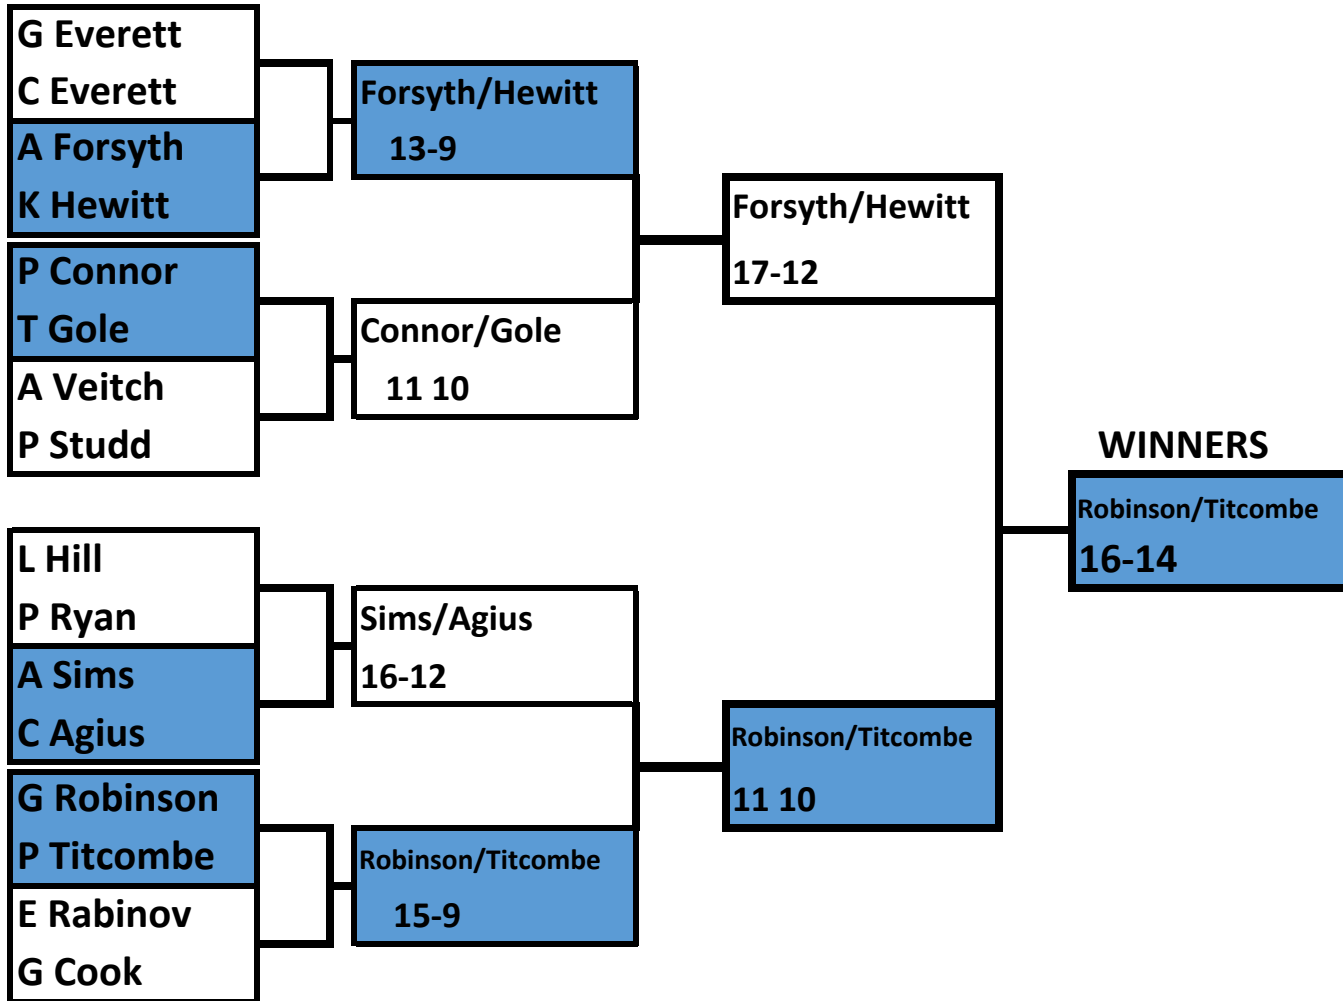 G Everett
C Everett
A Forsyth
K Hewitt
P Connor
T Gole
A Veitch
P Studd
L Hill
P Ryan
A Sims
C Agius
G Robinson
P Titcombe
E Rabinov
G Cook
Forsyth/Hewitt
13-9
Connor/Gole
11 10
Sims/Agius
16-12
Robinson/Titcombe
15-9
Forsyth/Hewitt
17-12
Robinson/Titcombe
11 10
WINNERS
Robinson/Titcombe
16-14